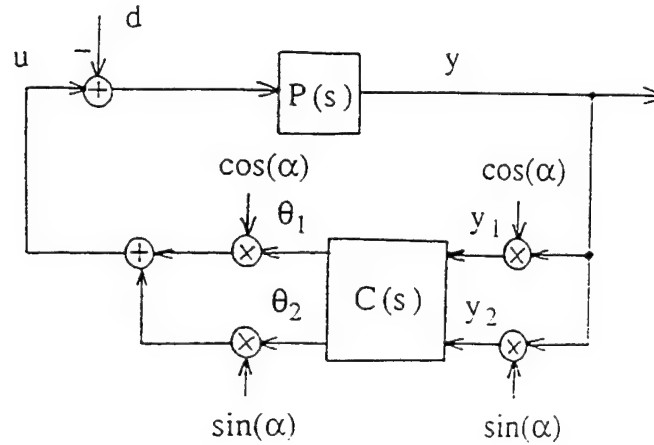 d
u
−
+
P(s)
y
cos(α)
cos(α)
θ1
y1
+
×
×
C(s)
θ2
y2
×
×
sin(α)
sin(α)